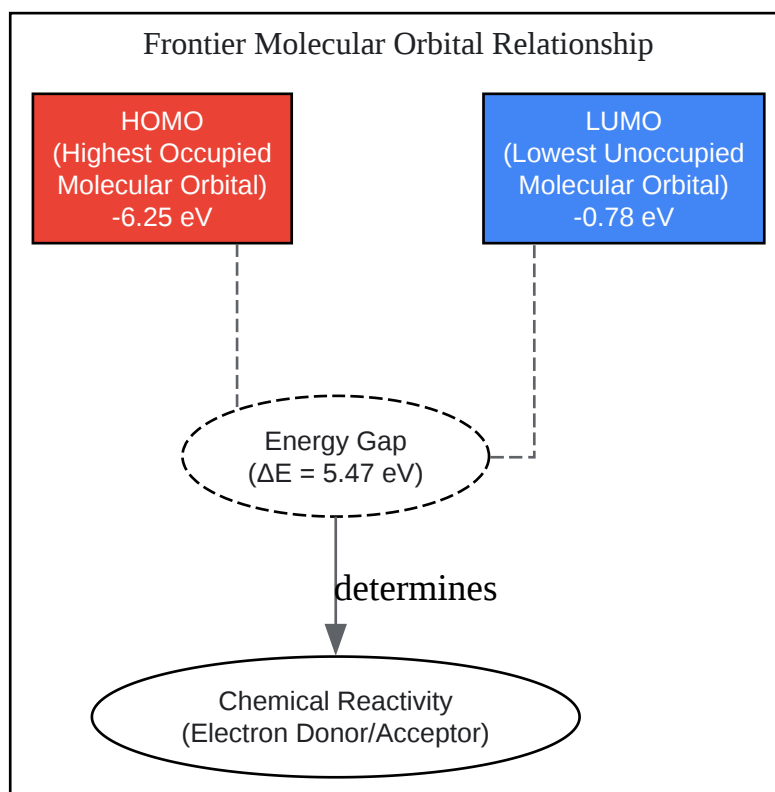 Frontier Molecular Orbital Relationship
HOMO
(Highest Occupied
Molecular Orbital)
-6.25 eV
LUMO
(Lowest Unoccupied
Molecular Orbital)
-0.78 eV
Energy Gap
(ΔE = 5.47 eV)
determines
Chemical Reactivity
(Electron Donor/Acceptor)